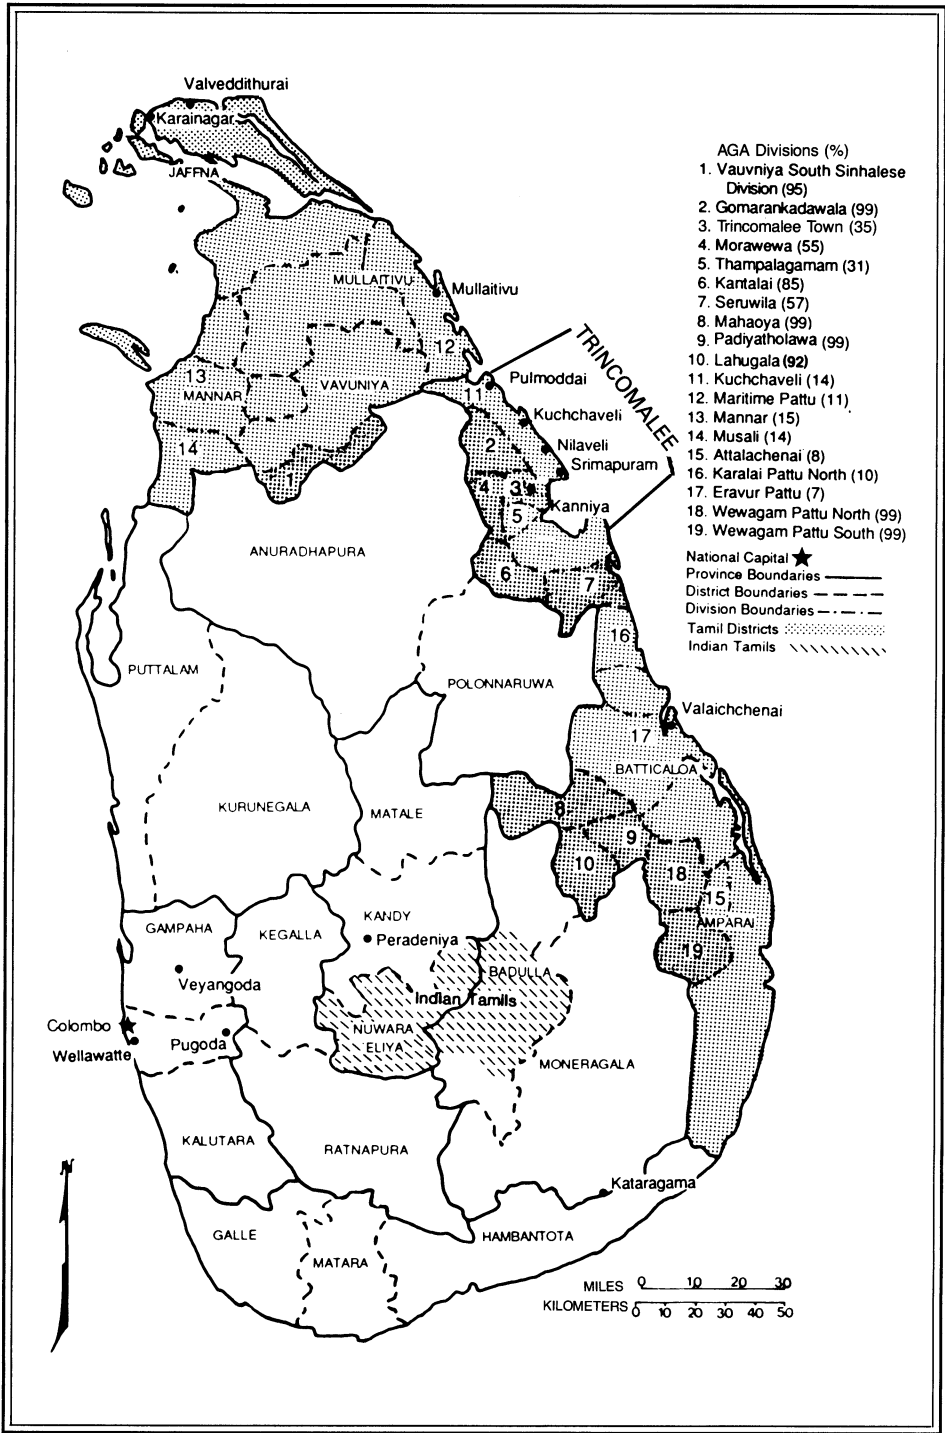 Valveddithurai
Karainagar
JAFFNA
AGA Divisions (%)
1. Vauvniya South Sinhalese
Division (95)
2. Gomarankadawala (99)
3. Trincomalee Town (35)
4. Morawewa (55)
5. Thampalagamam (31)
6. Kantalai (85)
7. Seruwila (57)
8. Mahaoya (99)
9. Padiyatholawa (99)
10. Lahugala (92)
11. Kuchchaveli (14)
12. Maritime Pattu (11)
13. Mannar (15)
14. Musali (14)
15. Attalachenai (8)
16. Karalai Pattu North (10)
17. Eravur Pattu (7)
18. Wewagam Pattu North (99)
19. Wewagam Pattu South (99)
National Capital
Province Boundaries
District Boundaries
Division Boundaries
Tamil Districts
Indian Tamils
MULLAITIVU
Mullaitivu
12
TRINCOMALEE
13
MANNAR
VAVUNIYA
11
Pulmoddai
Kuchchaveli
14
2
Nilaveli
Srimapuram
1
4
3
Kanniya
5
ANURADHAPURA
6
7
16
PUTTALAM
POLONNARUWA
Valaichchenai
17
BATTICALOA
KURUNEGALA
MATALE
8
9
10
18
15
AMPARAI
19
GAMPAHA
KEGALLA
KANDY
Peradeniya
BADULLA
Veyangoda
Indian Tamils
Colombo
Wellawatte
Pugoda
NUWARA
ELIYA
MONERAGALA
KALUTARA
RATNAPURA
N
Kataragama
GALLE
HAMBANTOTA
MATARA
MILES 0 10 20 30
KILOMETERS 0 10 20 30 40 50